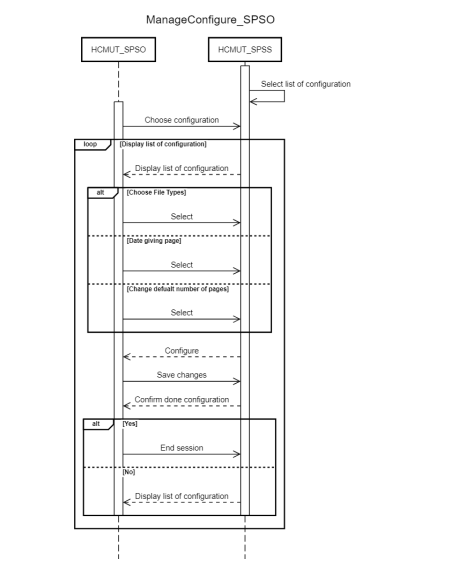 ManageConfigure_SPSO
HCMUT_SPSO
HCMUT_SPSS
Select list of configuration
Choose configuration
loop
[Display list of configuration]
Display list of configuration
alt
[Choose File Types]
Select
[Date giving page]
Select
[Change defualt number of pages]
Select
Configure
Save changes
Confirm done configuration
alt
[Yes]
End session
[No]
Display list of configuration